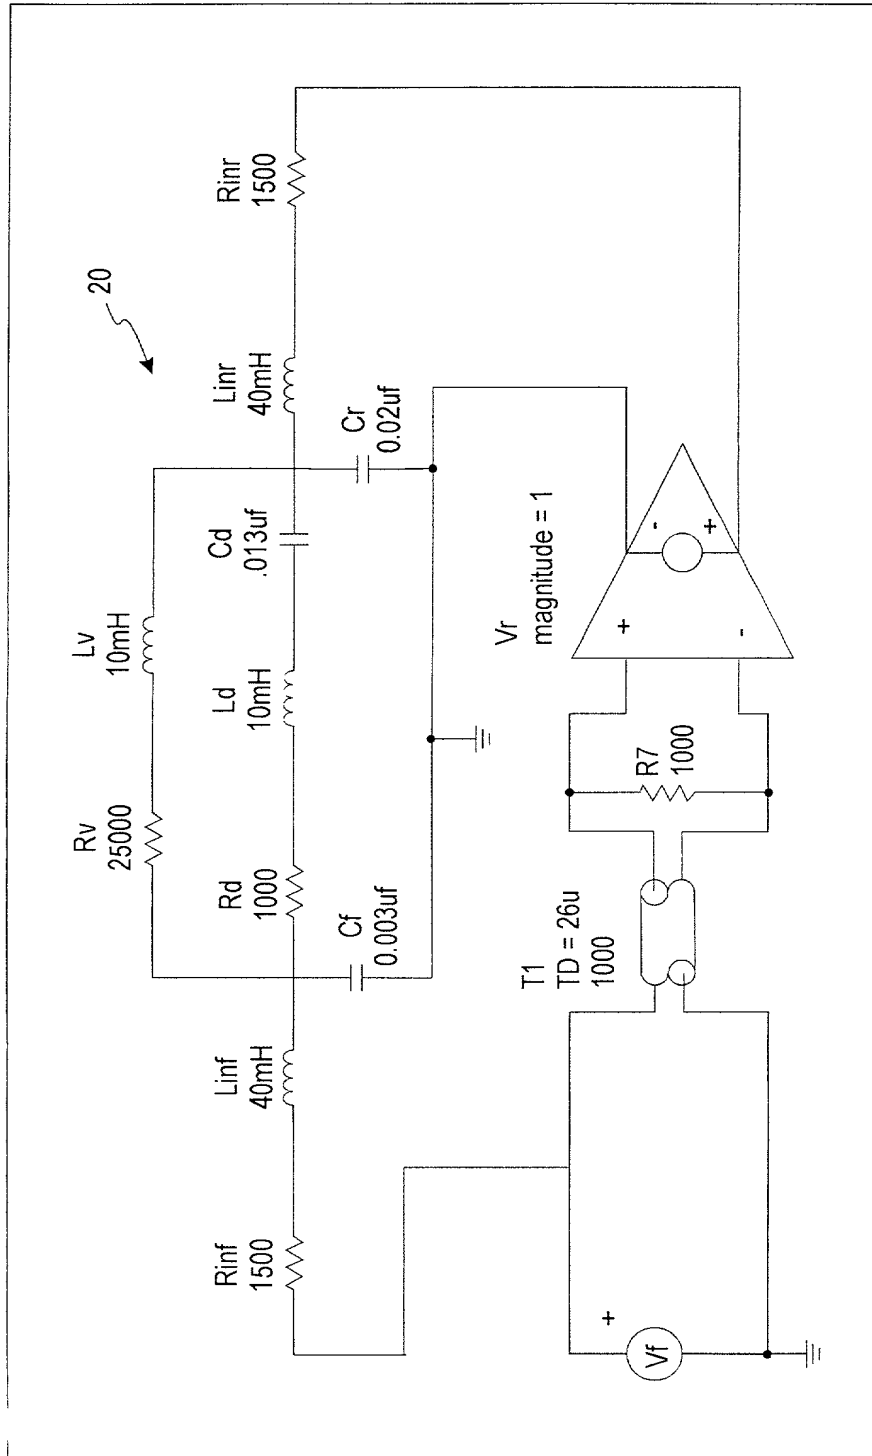 20
Rinr
1500
Linr
40mH
Cr
0.02uf
Cd
.013uf
Lv
10mH
Ld
10mH
Rv
25000
Rd
1000
Cf
0.003uf
Linf
40mH
Rinf
1500
Vr
magnitude = 1
+
-
-
+
R7
1000
T1
TD = 26u
1000
+
Vf